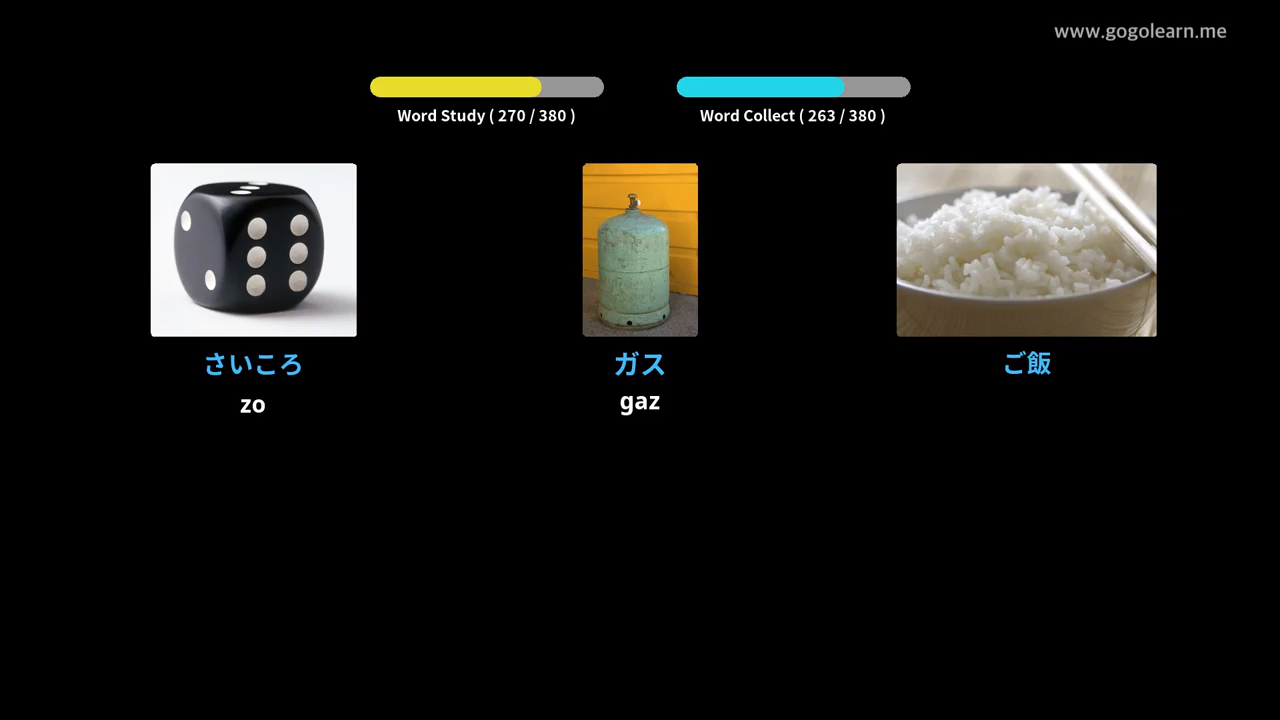 www.gogolearn.me
Word Study ( 270 / 380 )
Word Collect ( 263 / 380 )
さいころ
zo
ガス
gaz
ご飯